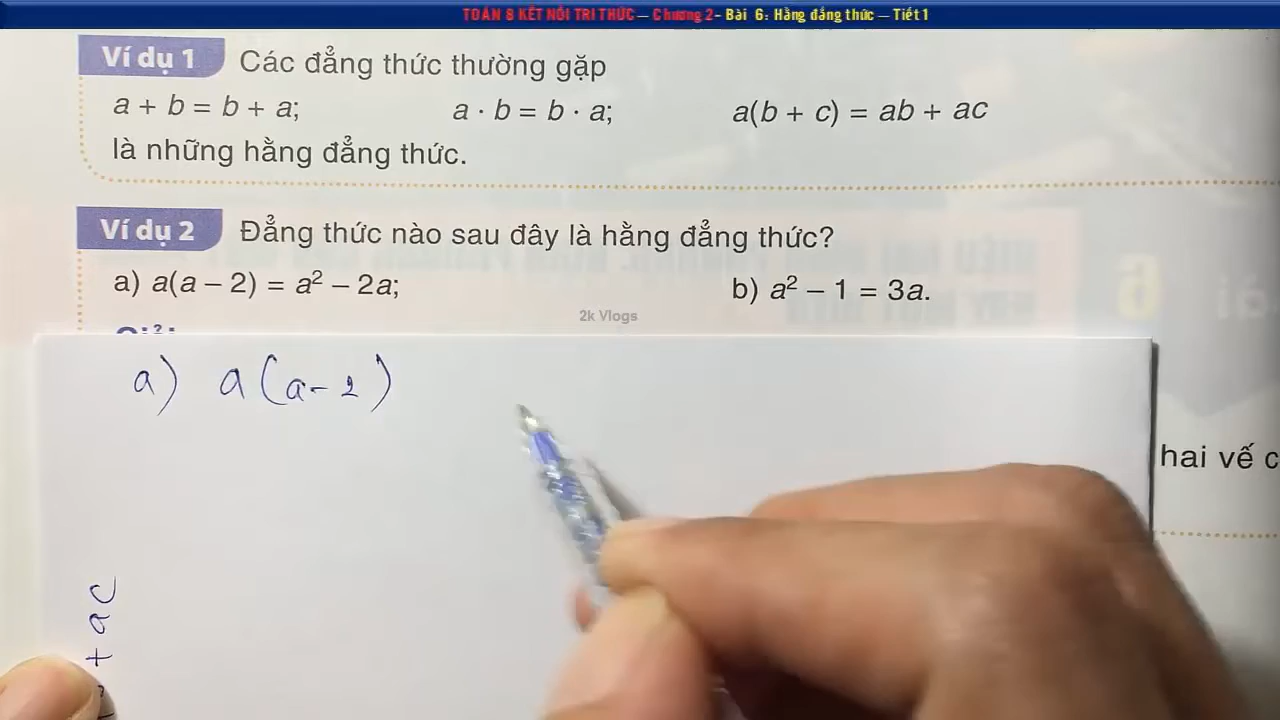 TOÁN 8 KẾT NỐI TRI THỨC – Chương 2 - Bài 6: Hằng đẳng thức – Tiết 1
Ví dụ 1 Các đẳng thức thường gặp
a + b = b + a; a · b = b · a; a(b + c) = ab + ac
là những hằng đẳng thức.
Ví dụ 2 Đẳng thức nào sau đây là hằng đẳng thức?
a) a(a – 2) = a² – 2a; b) a² – 1 = 3a.
2k Vlogs
a) a(a-2)
hai vế c
+ ac